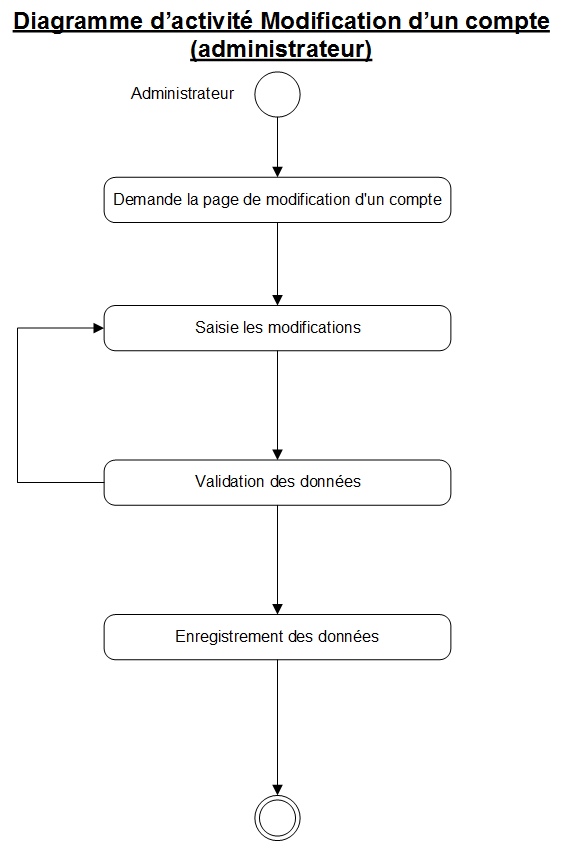 Diagramme d’activité Modification d’un compte
(administrateur)
Administrateur
Demande la page de modification d'un compte
Saisie les modifications
Validation des données
Enregistrement des données